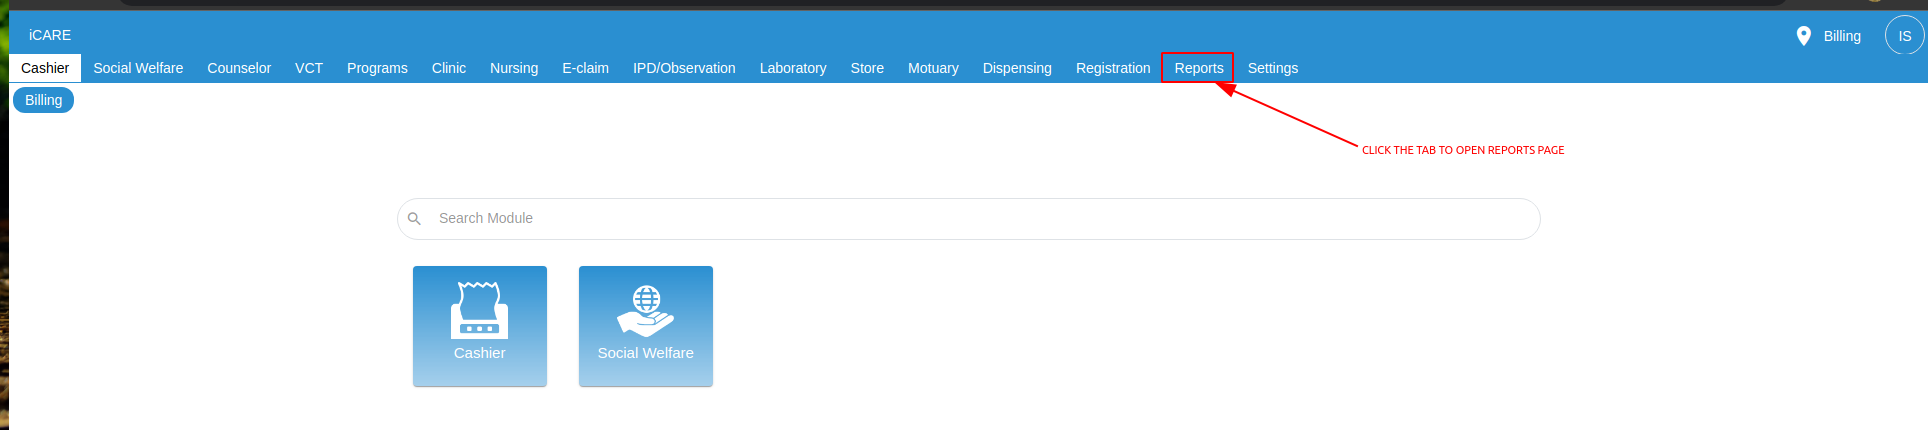 iCARE
Billing IS
Cashier Social Welfare Counselor VCT Programs Clinic Nursing E-claim IPD/Observation Laboratory Store Motuary Dispensing Registration Reports Settings
Billing
CLICK THE TAB TO OPEN REPORTS PAGE
Search Module
Cashier Social Welfare